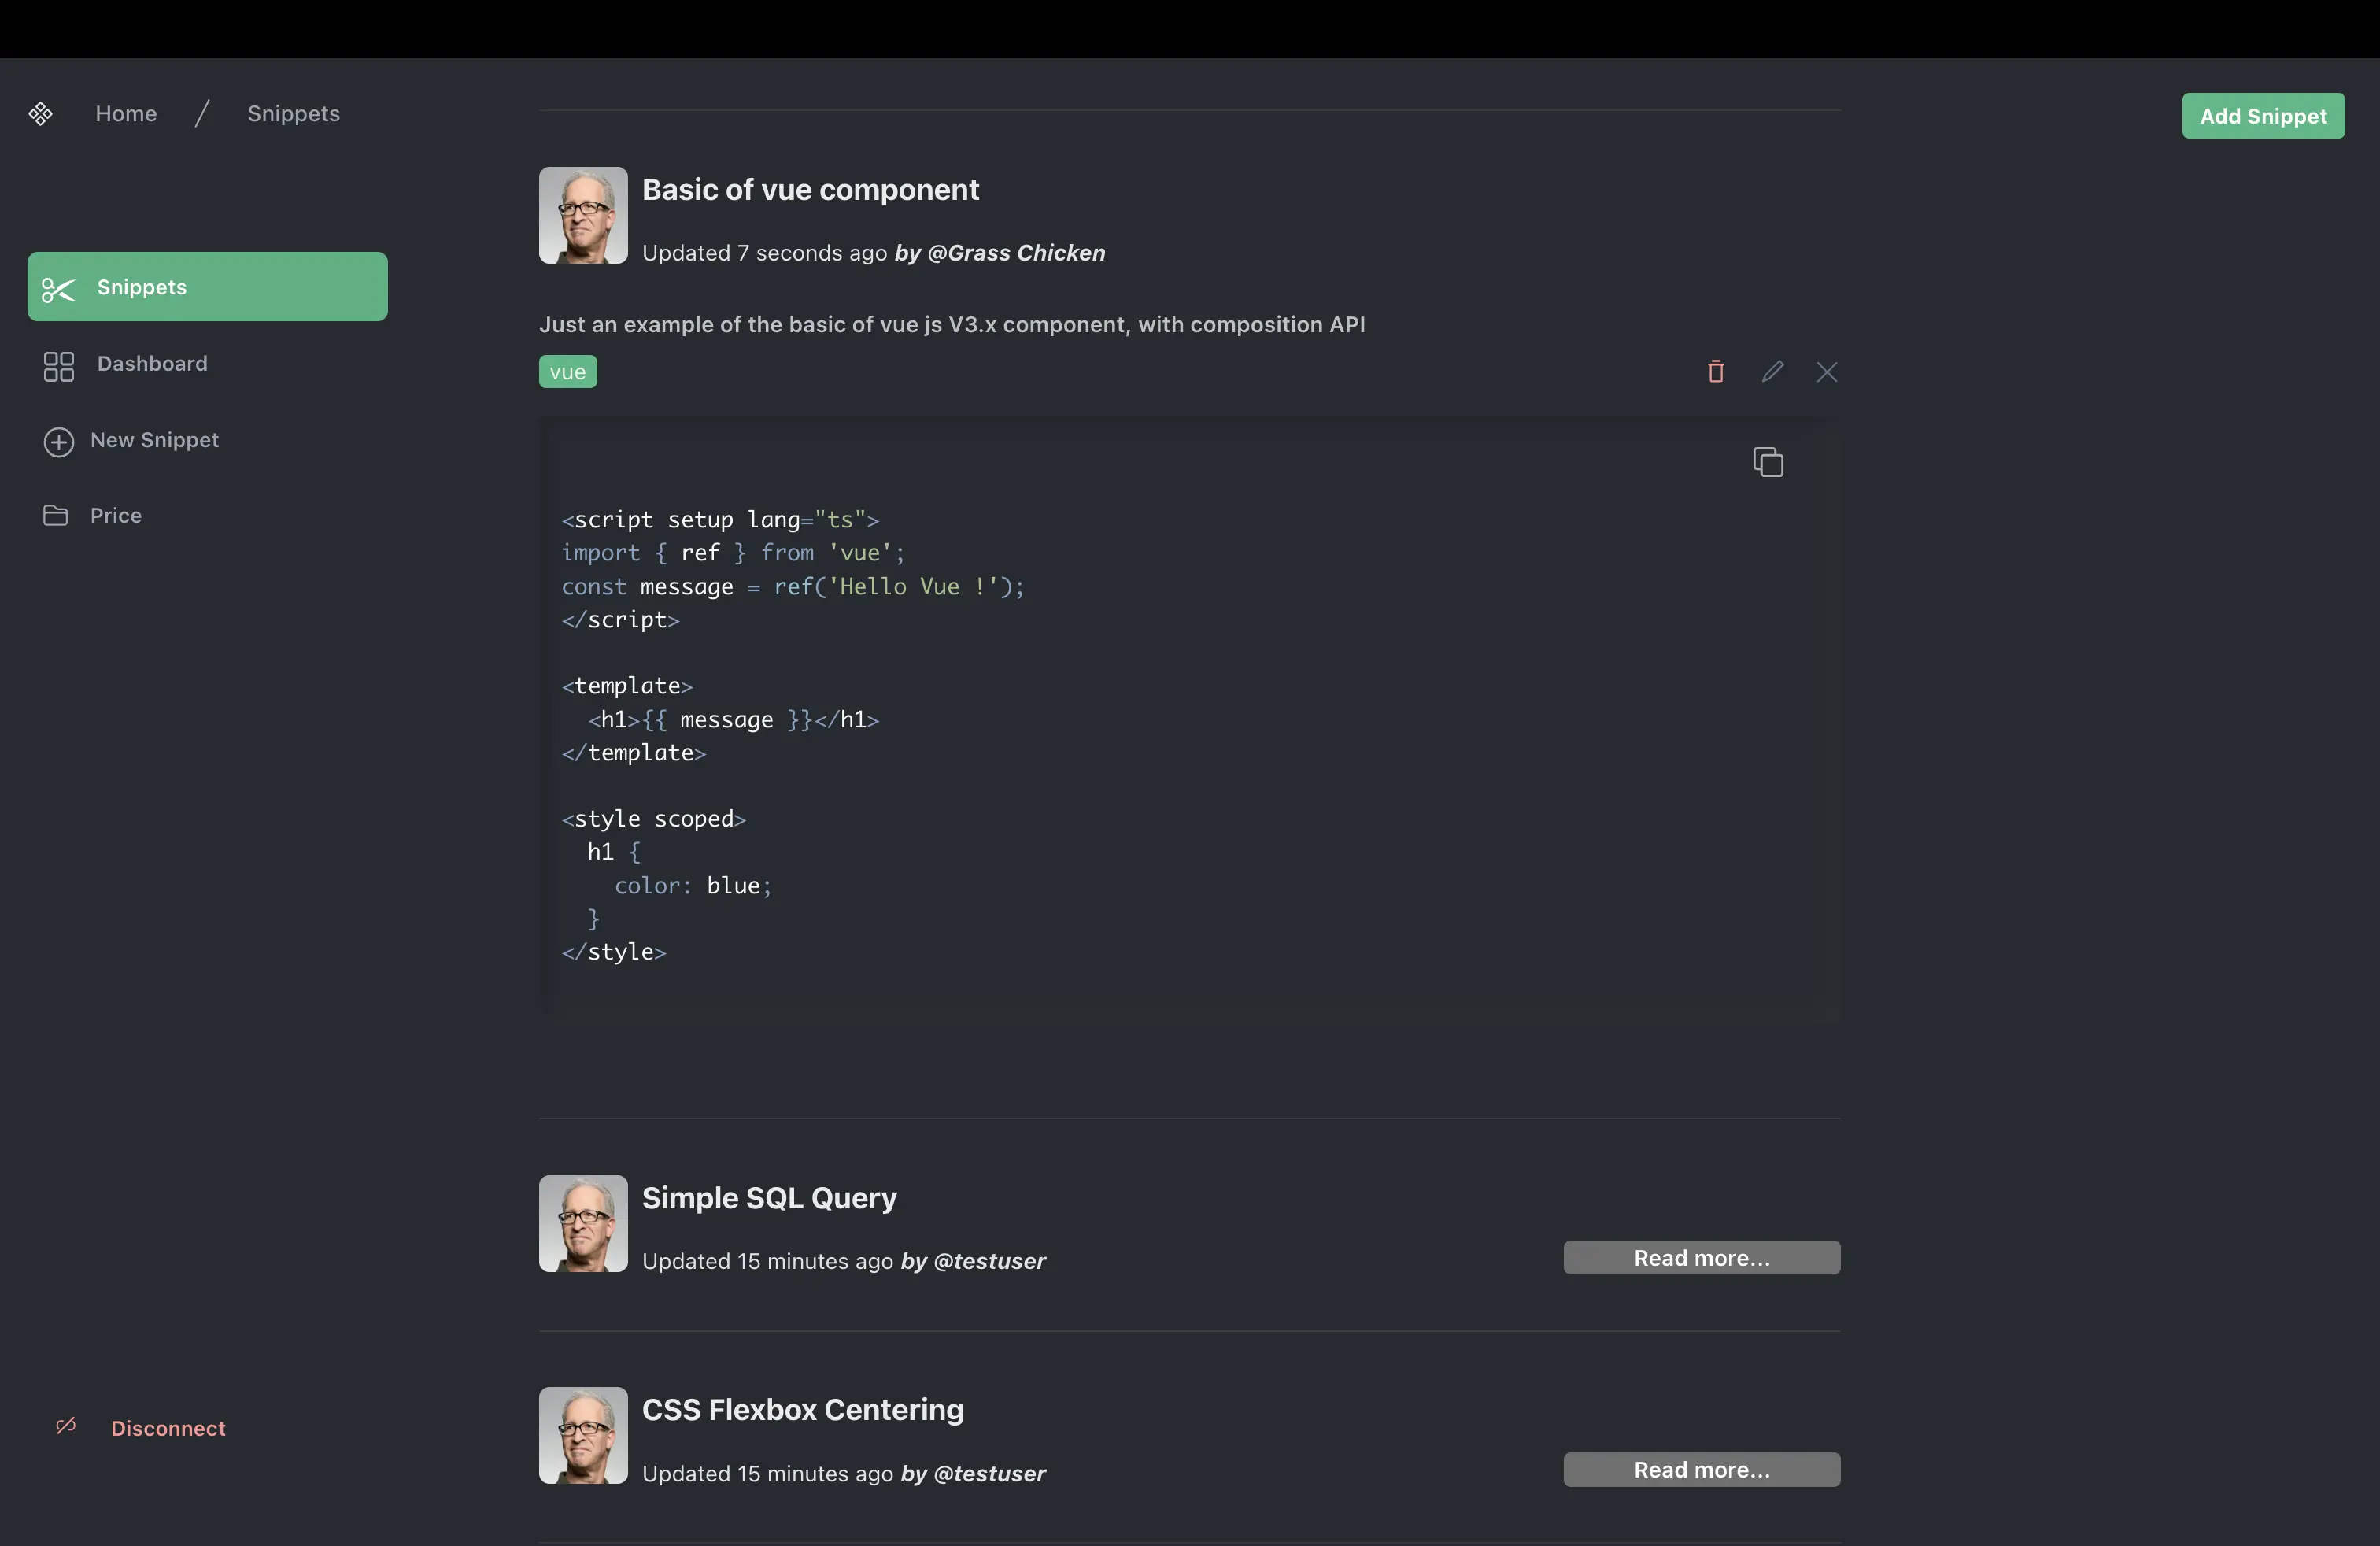 Home / Snippets
Add Snippet
Snippets
Dashboard
New Snippet
Price
Disconnect
Basic of vue component
Updated 7 seconds ago by @Grass Chicken
Just an example of the basic of vue js V3.x component, with composition API
vue
<script setup lang="ts">
import { ref } from 'vue';
const message = ref('Hello Vue !');
</script>

<template>
  <h1>{{ message }}</h1>
</template>

<style scoped>
  h1 {
    color: blue;
  }
</style>
Simple SQL Query
Updated 15 minutes ago by @testuser
Read more...
CSS Flexbox Centering
Updated 15 minutes ago by @testuser
Read more...